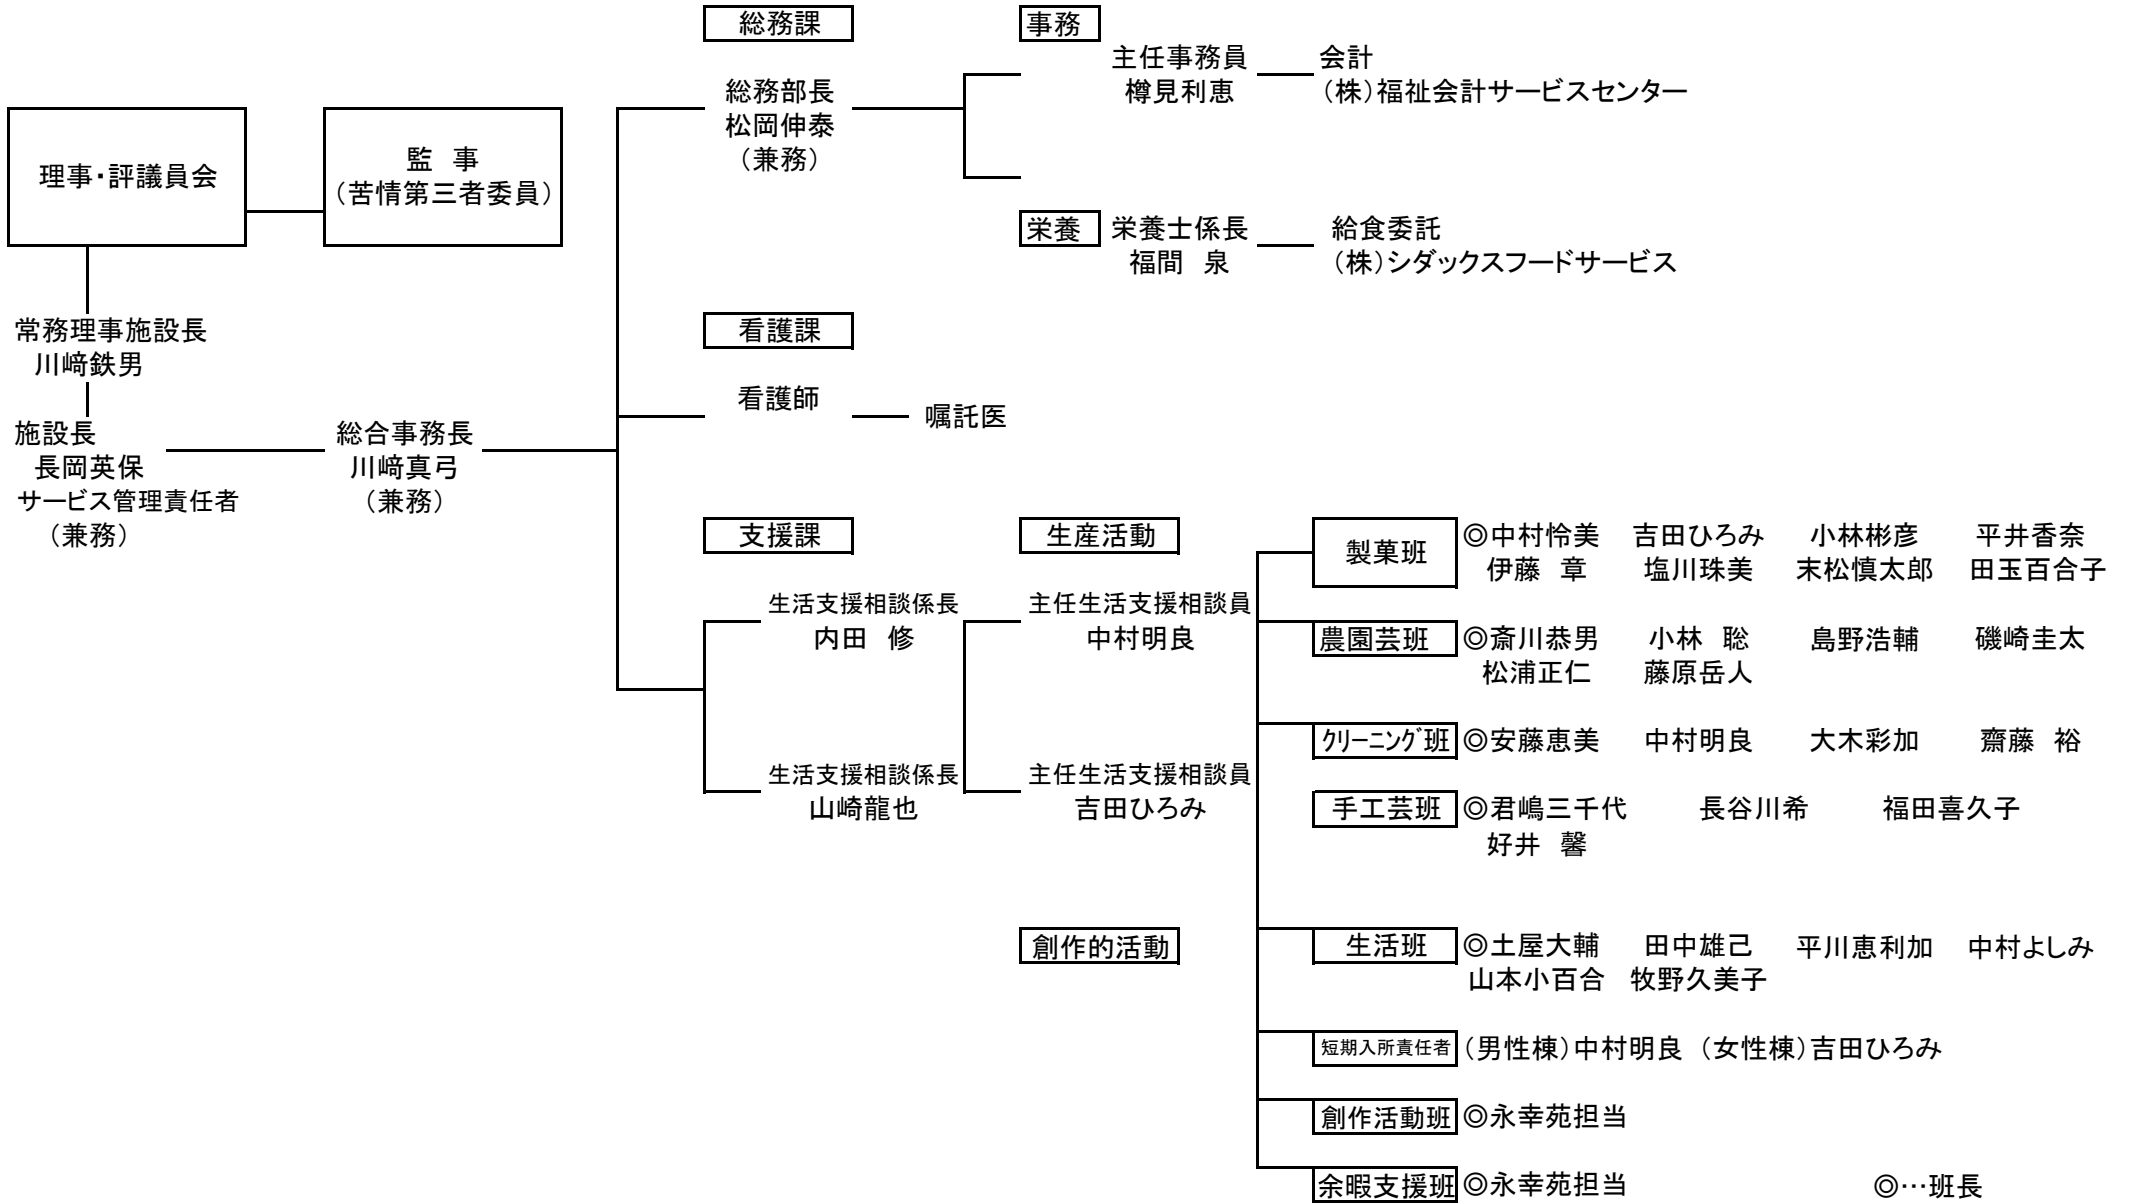 総務課
事務
主任事務員
樽見利恵
会計
（株）福祉会計サービスセンター
総務部長
松岡伸泰
（兼務）
理事・評議員会
監　事
（苦情第三者委員）
栄養
栄養士係長
福間　泉
給食委託
（株）シダックスフードサービス
常務理事施設長
川﨑鉄男
看護課
看護師
嘱託医
施設長
長岡英保
サービス管理責任者
（兼務）
総合事務長
川﨑真弓
（兼務）
支援課
生産活動
生活支援相談係長
内田　修
主任生活支援相談員
中村明良
生活支援相談係長
山崎龍也
主任生活支援相談員
吉田ひろみ
創作的活動
製菓班
◎中村怜美　吉田ひろみ　小林彬彦　平井香奈
伊藤　章　塩川珠美　末松慎太郎　田玉百合子
農園芸班
◎斎川恭男　小林　聡　島野浩輔　磯崎圭太
松浦正仁　藤原岳人
ｸﾘｰﾆﾝｸﾞ班
◎安藤恵美　中村明良　大木彩加　齋藤　裕
手工芸班
◎君嶋三千代　長谷川希　福田喜久子
好井　馨
生活班
◎土屋大輔　田中雄己　平川恵利加　中村よしみ
山本小百合　牧野久美子
短期入所責任者
（男性棟）中村明良　（女性棟）吉田ひろみ
創作活動班
◎永幸苑担当
余暇支援班
◎永幸苑担当
◎…班長